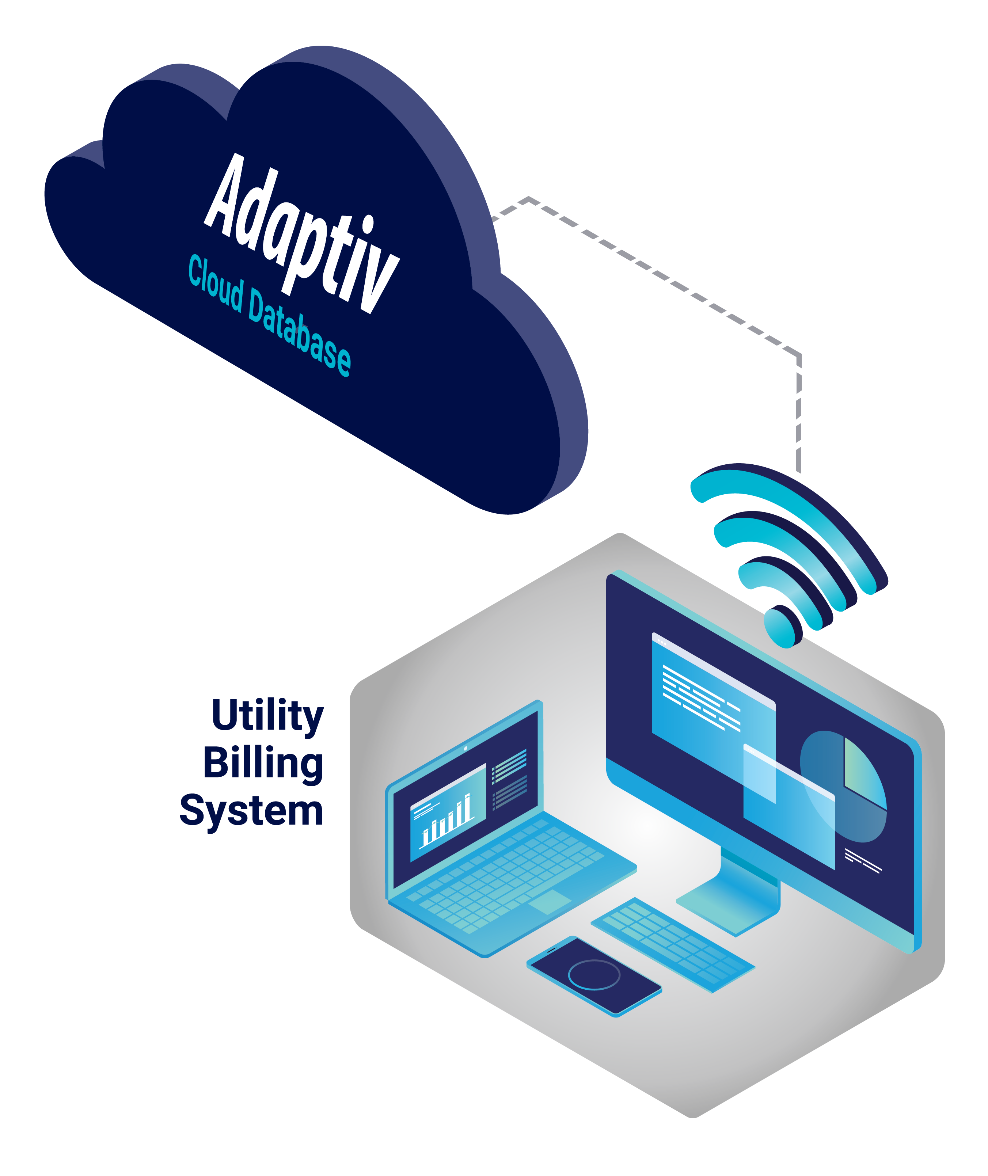 Adaptiv
Cloud Database
Utility
Billing
System